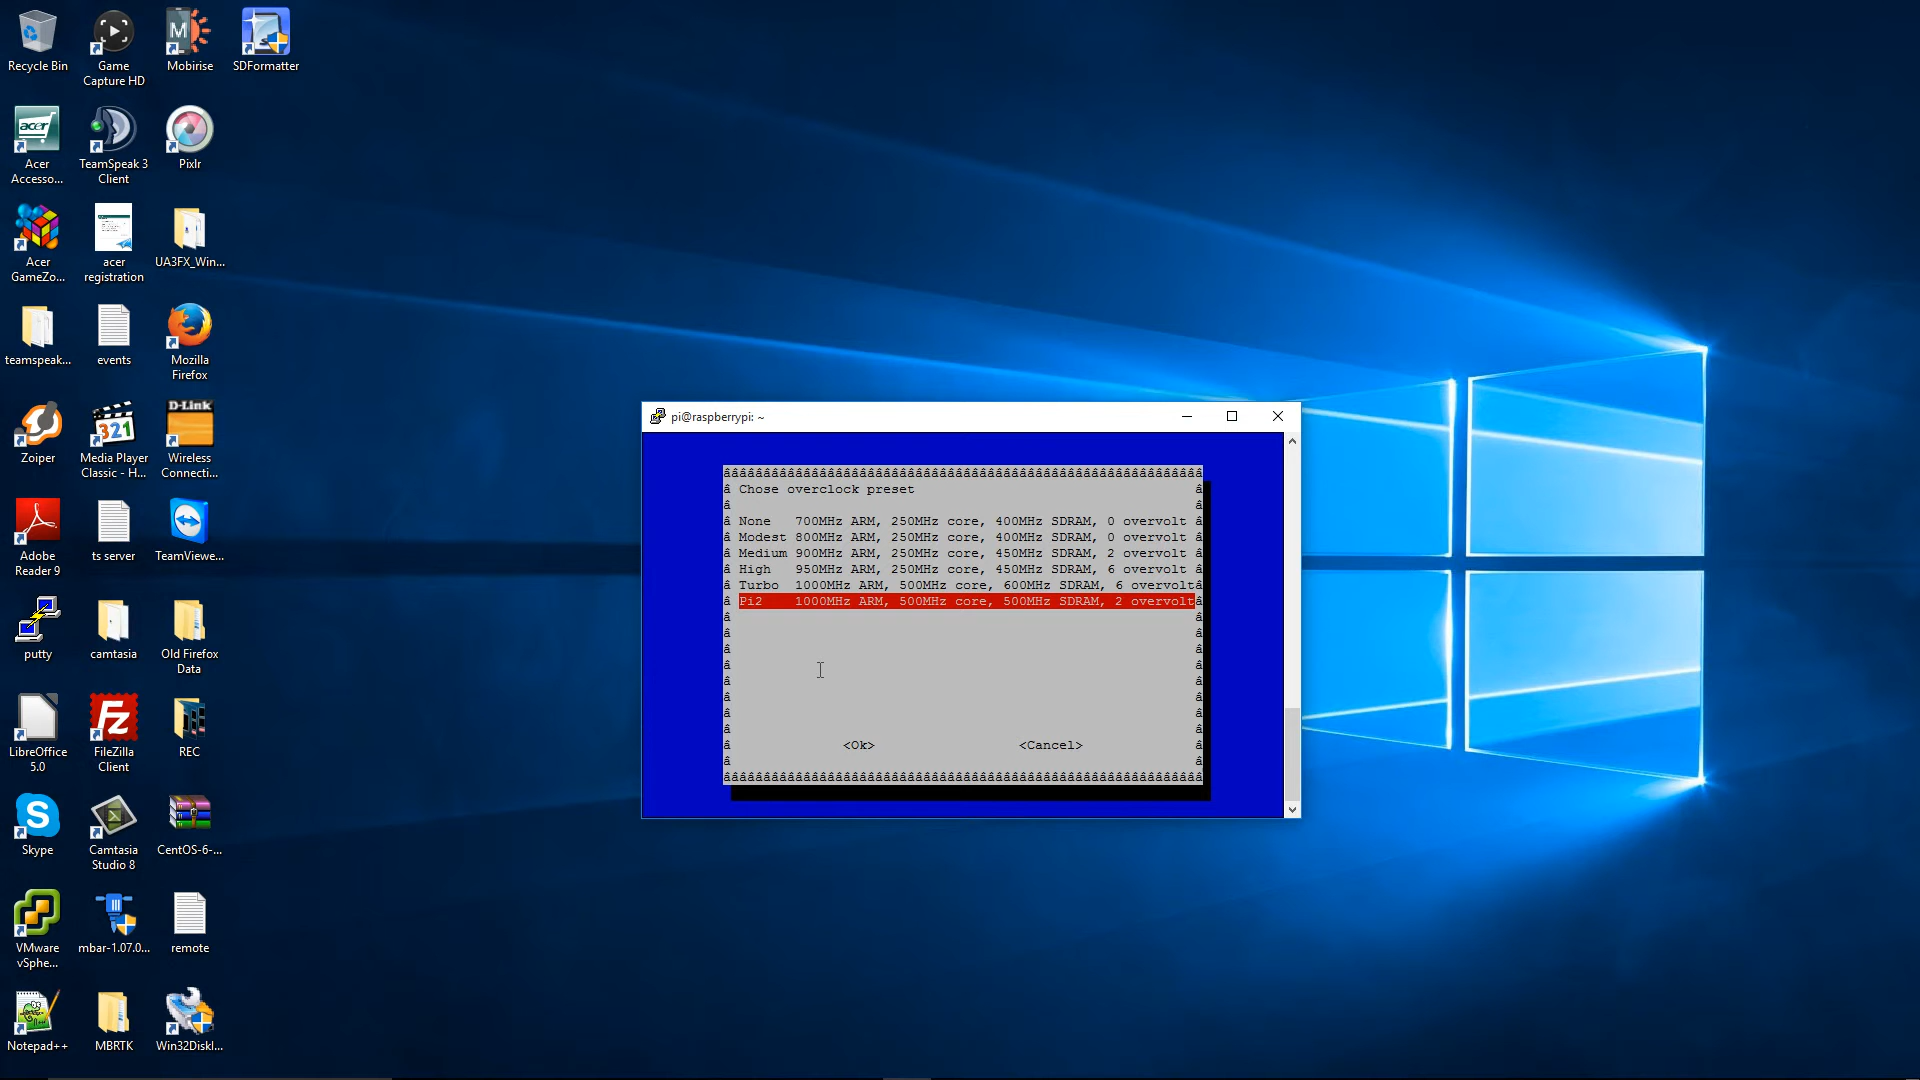 Recycle Bin
Game
Capture HD
Mobirise
SDFormatter
acer
Acer
Accesso...
TeamSpeak 3
Client
Pixlr
Acer
GameZo...
acer
registration
UA3FX_Win...
teamspeak...
events
Mozilla
Firefox
D-Link
321
Zoiper
Media Player
Classic - H...
Wireless
Connecti...
Adobe
Reader 9
ts server
TeamViewe...
putty
camtasia
Old Firefox
Data
LibreOffice
5.0
FileZilla
Client
REC
Skype
Camtasia
Studio 8
CentOS-6-...
VMware
vSphe...
mbar-1.07.0...
remote
Notepad++
MBRTK
Win32DiskI...
pi@raspberrypi: ~
Chose overclock preset
None 700MHz ARM, 250MHz core, 400MHz SDRAM, 0 overvolt
Modest 800MHz ARM, 250MHz core, 400MHz SDRAM, 0 overvolt
Medium 900MHz ARM, 250MHz core, 450MHz SDRAM, 2 overvolt
High 950MHz ARM, 250MHz core, 450MHz SDRAM, 6 overvolt
Turbo 1000MHz ARM, 500MHz core, 600MHz SDRAM, 6 overvolt
Pi2 1000MHz ARM, 500MHz core, 500MHz SDRAM, 2 overvolt
<Ok> <Cancel>